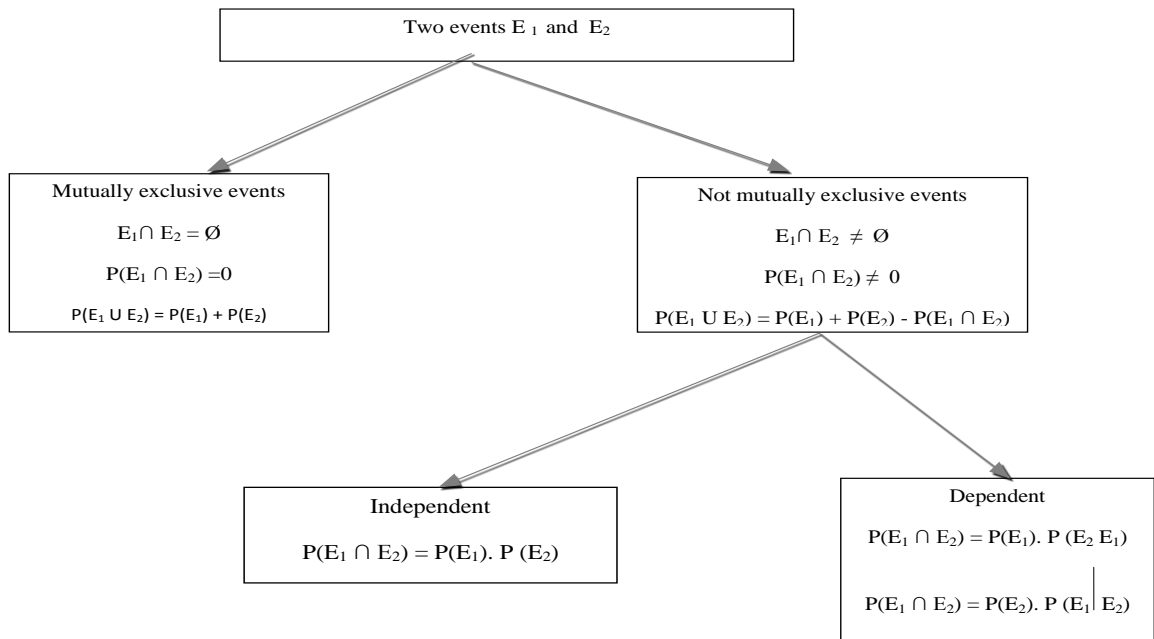 Two events E ₁ and E₂
Mutually exclusive events
E₁∩ E₂ = Ø
P(E₁ ∩ E₂) =0
P(E₁ U E₂) = P(E₁) + P(E₂)
Not mutually exclusive events
E₁∩ E₂ ≠ Ø
P(E₁ ∩ E₂) ≠ 0
P(E₁ U E₂) = P(E₁) + P(E₂) - P(E₁ ∩ E₂)
Independent
P(E₁ ∩ E₂) = P(E₁). P (E₂)
Dependent
P(E₁ ∩ E₂) = P(E₁). P (E₂ E₁)
P(E₁ ∩ E₂) = P(E₂). P (E₁| E₂)